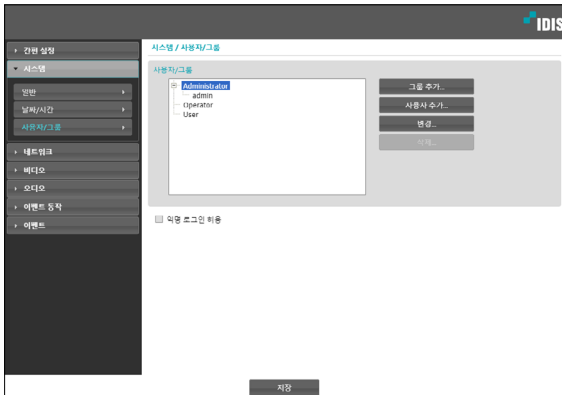 IDIS
간편 설정
시스템
일반
날짜/시간
사용자/그룹
네트워크
비디오
오디오
이벤트 동작
이벤트
시스템 / 사용자/그룹
사용자/그룹
Administrator
admin
Operator
User
그룹 추가...
사용자 추가...
변경...
삭제...
익명 로그인 허용
저장